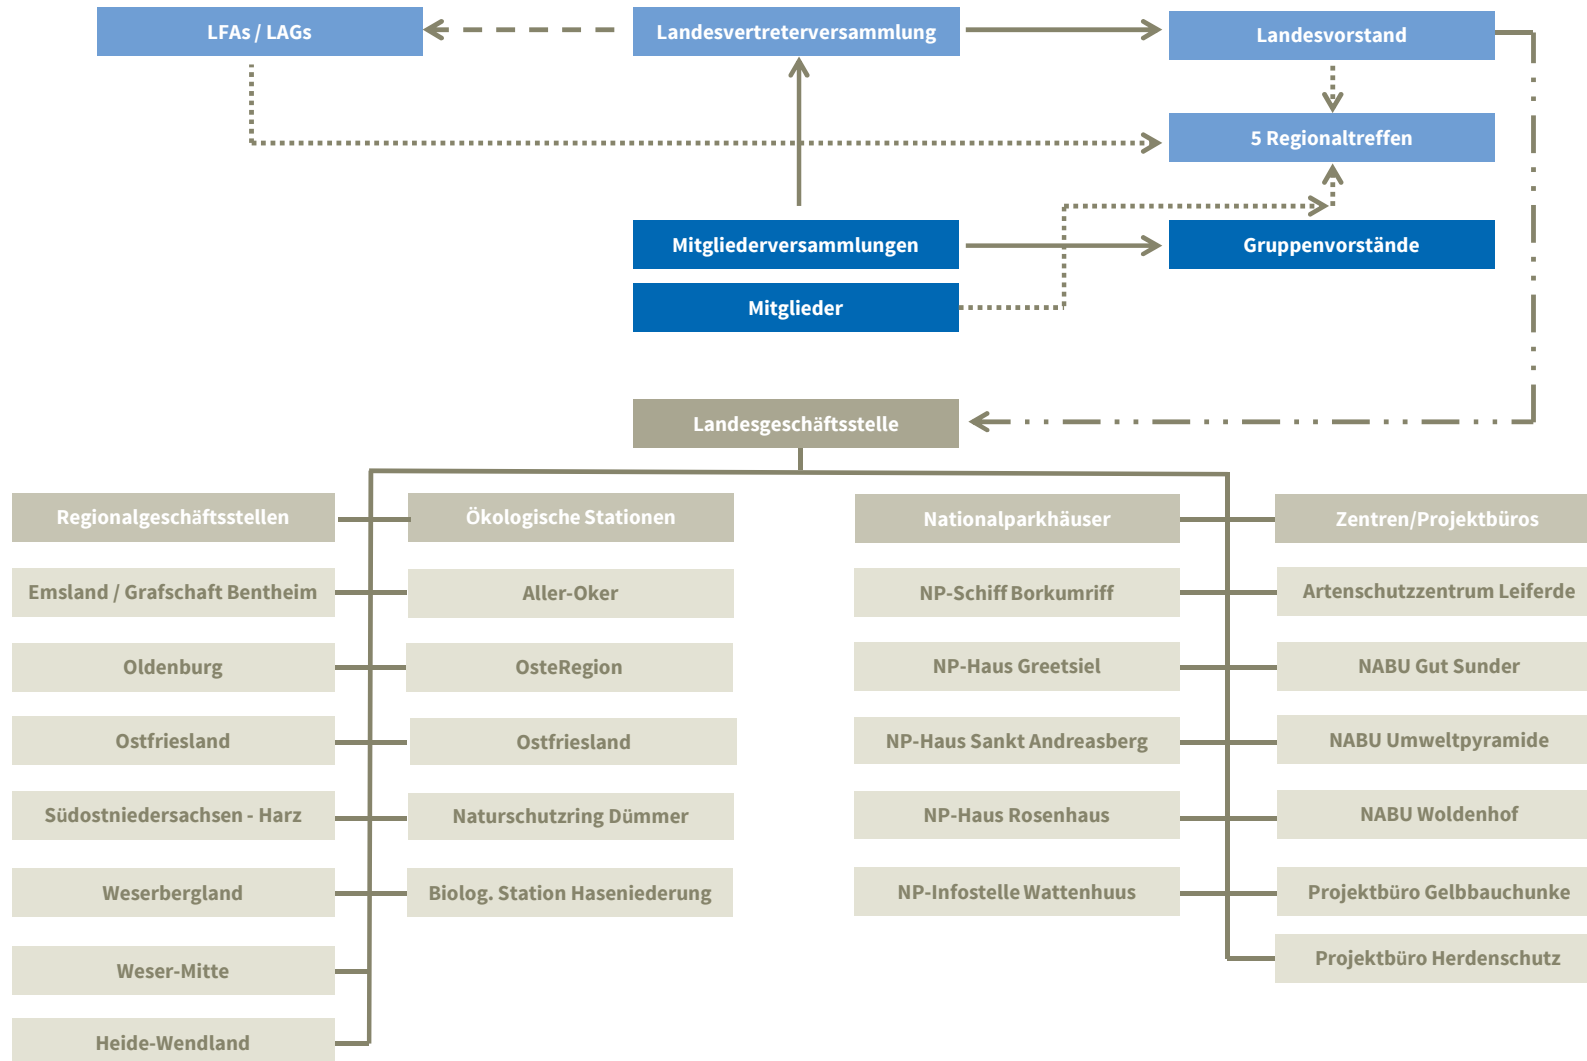 LFAs / LAGs
Landesvertreterversammlung
Landesvorstand
5 Regionaltreffen
Mitgliederversammlungen
Gruppenvorstände
Mitglieder
Landesgeschäftsstelle
Regionalgeschäftsstellen
Ökologische Stationen
Nationalparkhäuser
Zentren/Projektbüros
Emsland / Grafschaft Bentheim
Aller-Oker
NP-Schiff Borkumriff
Artenschutzzentrum Leiferde
Oldenburg
OsteRegion
NP-Haus Greetsiel
NABU Gut Sunder
Ostfriesland
Ostfriesland
NP-Haus Sankt Andreasberg
NABU Umweltpyramide
Südostniedersachsen - Harz
Naturschutzring Dümmer
NP-Haus Rosenhaus
NABU Woldenhof
Weserbergland
Biolog. Station Haseniederung
NP-Infostelle Wattenhuus
Projektbüro Gelbbauchunke
Weser-Mitte
Projektbüro Herdenschutz
Heide-Wendland